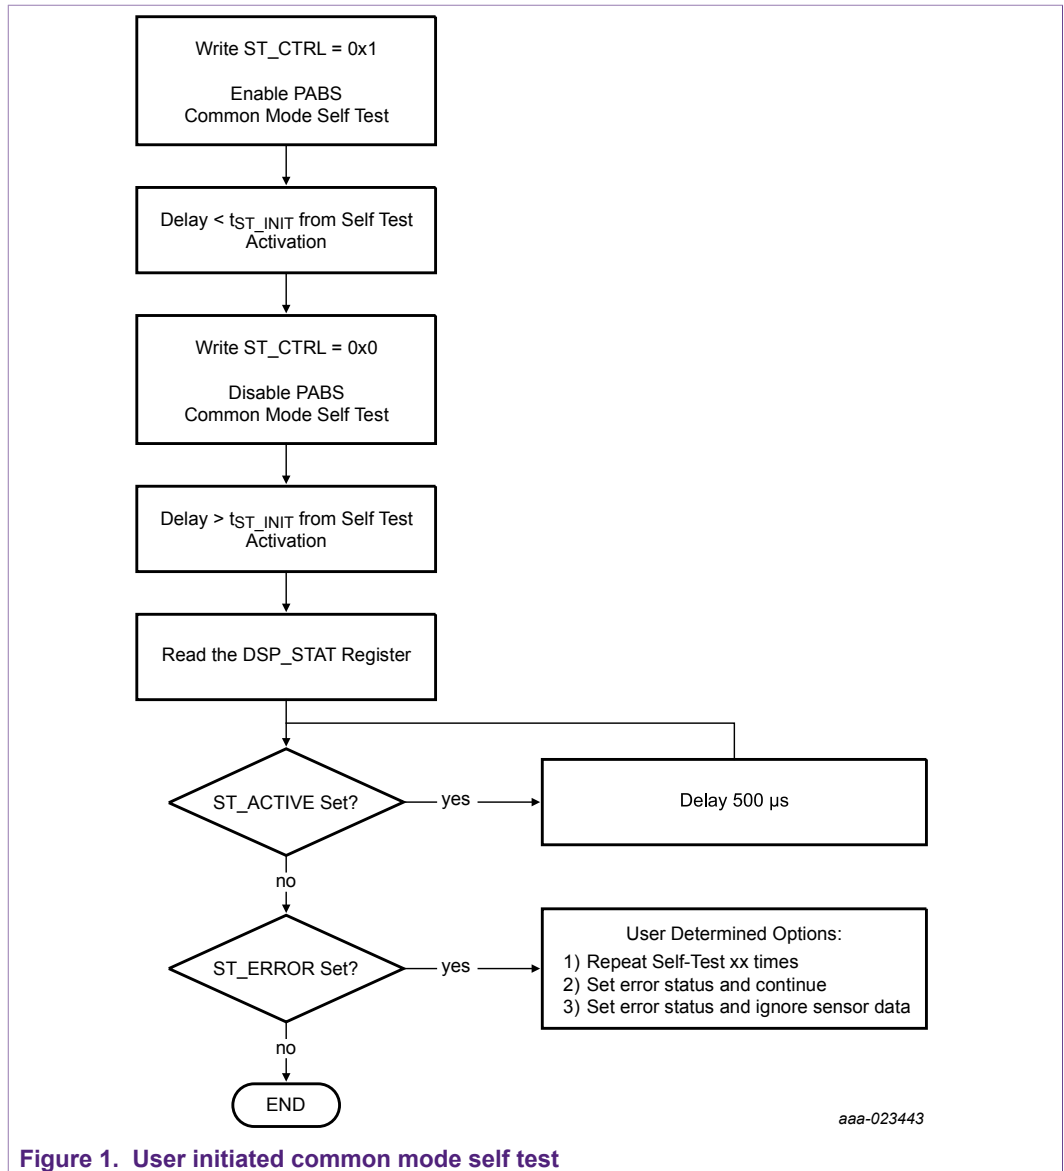 Write ST_CTRL = 0x1
Enable PABS
Common Mode Self Test
Delay < tST_INIT from Self Test
Activation
Write ST_CTRL = 0x0
Disable PABS
Common Mode Self Test
Delay > tST_INIT from Self Test
Activation
Read the DSP_STAT Register
ST_ACTIVE Set?
yes
Delay 500 µs
no
ST_ERROR Set?
yes
User Determined Options:
1) Repeat Self-Test xx times
2) Set error status and continue
3) Set error status and ignore sensor data
no
END
aaa-023443
Figure 1. User initiated common mode self test